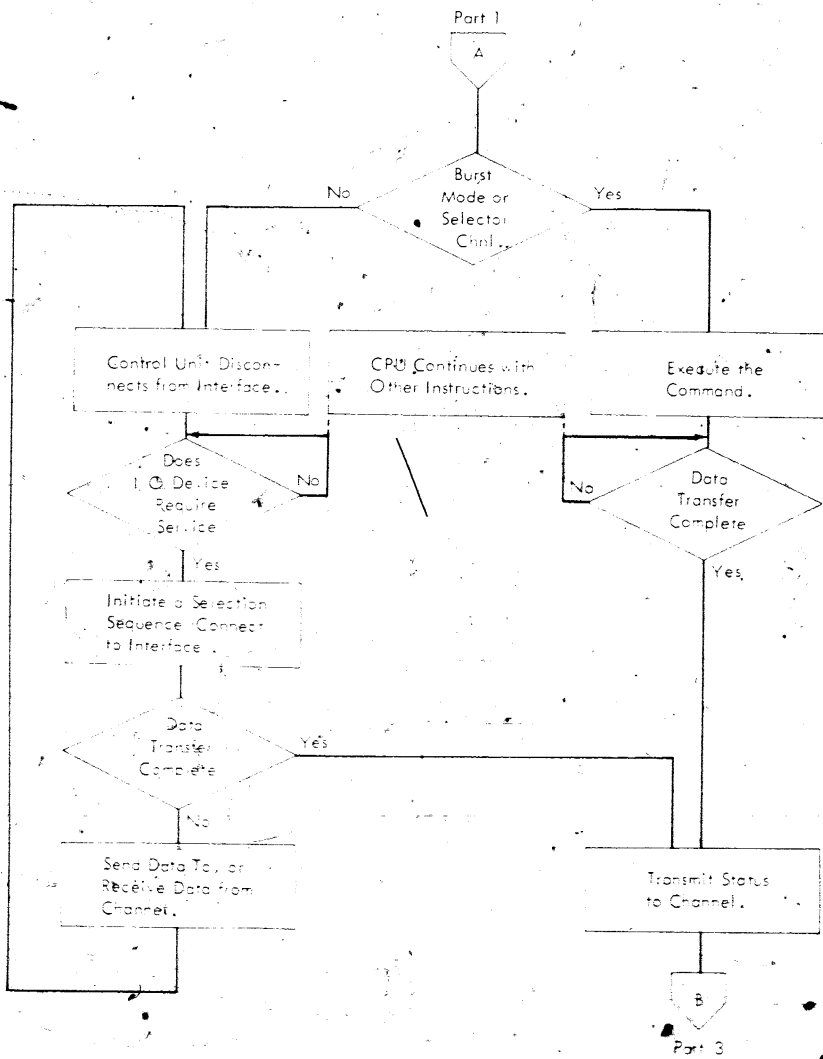 Part 1
A
Burst
Mode or
Selector
Chnl.
No
Yes
Control Unit Discon-
nects from Interface.
CPU Continues with
Other Instructions.
Execute the
Command.
Does
I/O Device
Require
Service
No
Yes
No
Data
Transfer
Complete
Yes
Initiate a Selection
Sequence Connect
to Interface.
Data
Transfer
Complete
Yes
No
Send Data To, or
Receive Data from
Channel.
Transmit Status
to Channel.
B
Part 3